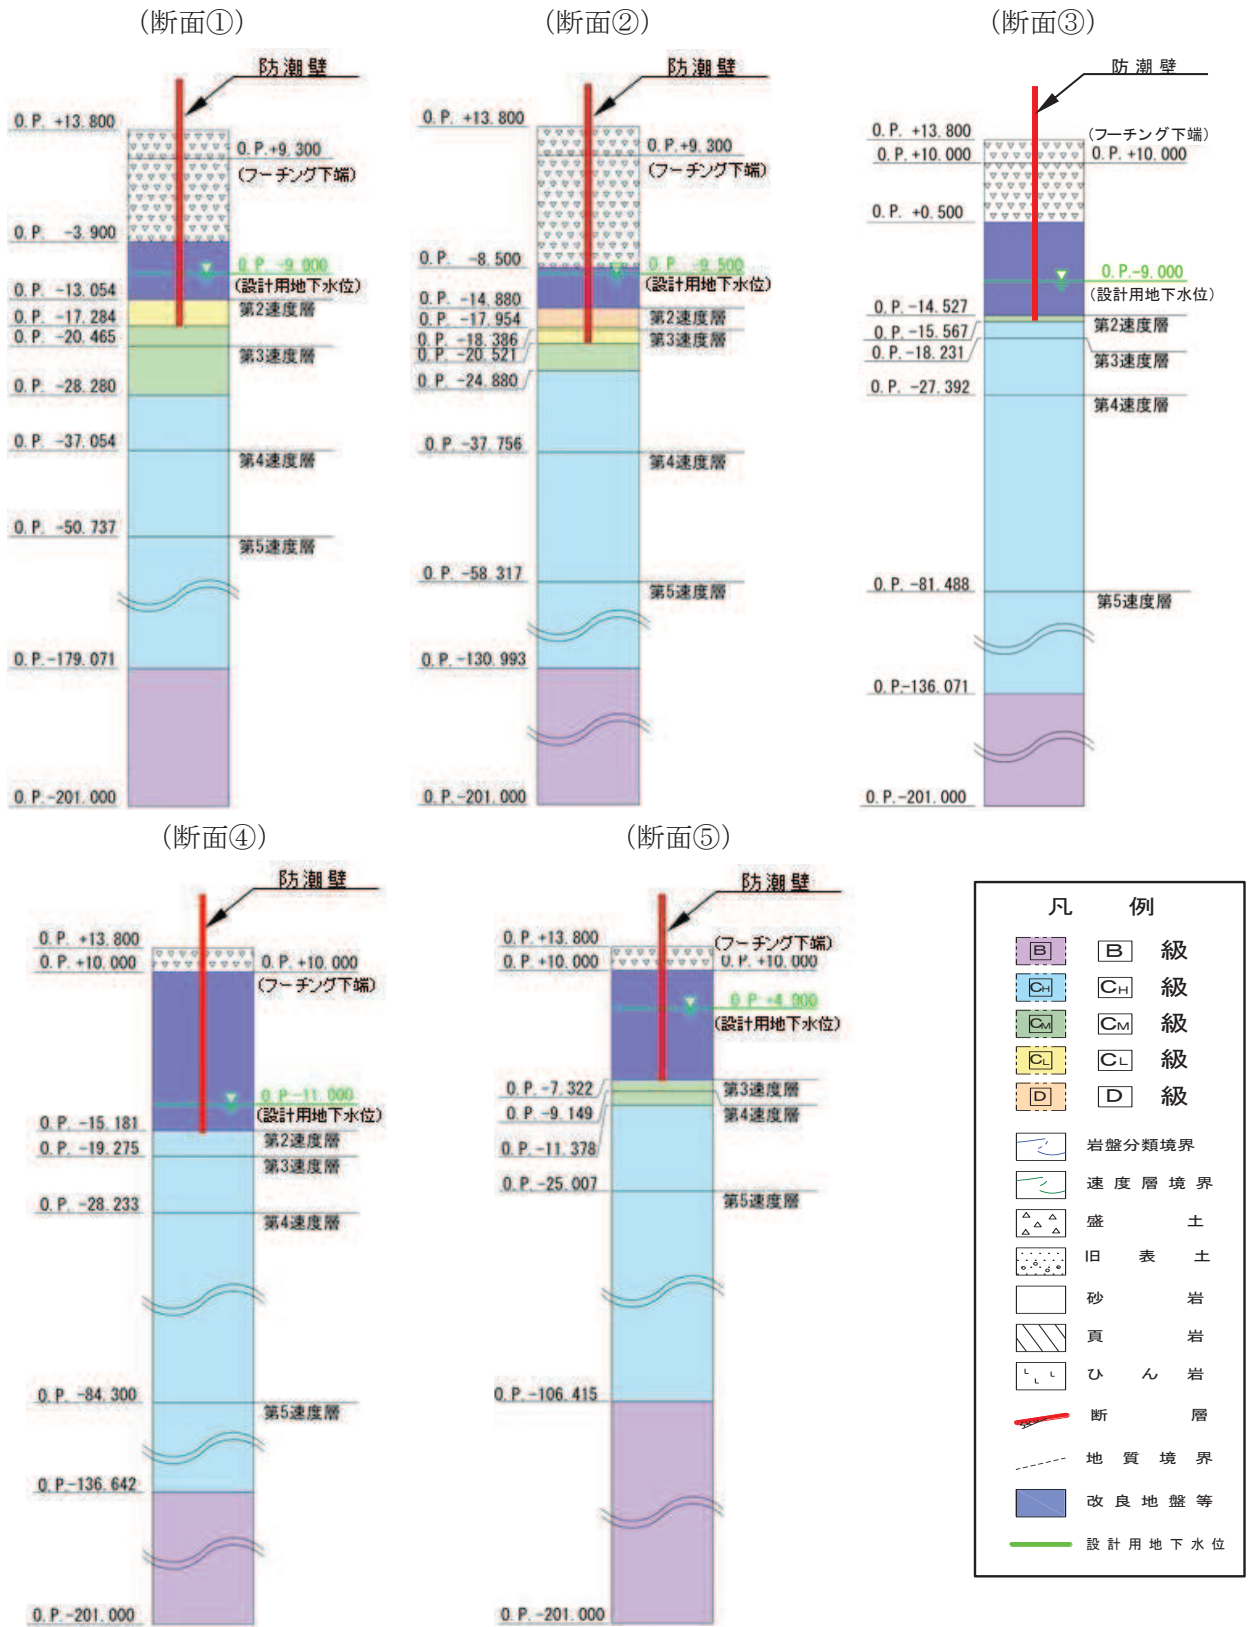 (断面①)
防潮壁
O.P. +13.800
O.P.+9.300
(フーチング下端)
O.P. -3.900
O.P. -9.000
(設計用地下水位)
O.P. -13.054
第2速度層
O.P. -17.284
O.P. -20.465
第3速度層
O.P. -28.280
O.P. -37.054
第4速度層
O.P. -50.737
第5速度層
O.P.-179.071
O.P.-201.000
(断面②)
防潮壁
O.P. +13.800
O.P.+9.300
(フーチング下端)
O.P. -8.500
O.P. -9.500
(設計用地下水位)
O.P. -14.880
第2速度層
O.P. -17.954
O.P. -18.386
第3速度層
O.P. -20.521
O.P. -24.880
O.P. -37.756
第4速度層
O.P. -58.317
第5速度層
O.P.-130.993
O.P.-201.000
(断面③)
防潮壁
O.P. +13.800
(フーチング下端)
O.P. +10.000
O.P. +10.000
O.P. +0.500
O.P.-9.000
(設計用地下水位)
O.P. -14.527
第2速度層
O.P. -15.567
O.P. -18.231
第3速度層
O.P. -27.392
第4速度層
O.P. -81.488
第5速度層
O.P.-136.071
O.P.-201.000
(断面④)
防潮壁
O.P. +13.800
O.P. +10.000
O.P. +10.000
(フーチング下端)
O.P.-11.000
(設計用地下水位)
O.P. -15.181
第2速度層
O.P. -19.275
第3速度層
O.P. -28.233
第4速度層
O.P. -84.300
第5速度層
O.P-136.642
O.P.-201.000
(断面⑤)
防潮壁
O.P. +13.800
(フーチング下端)
O.P. +10.000
O.P. +10.000
O.P.+4.000
(設計用地下水位)
O.P. -7.322
第3速度層
O.P. -9.149
第4速度層
O.P. -11.378
O.P. -25.007
第5速度層
O.P. -106.415
O.P. -201.000
凡 例
B B 級
CH CH 級
CM CM 級
CL CL 級
D D 級
岩盤分類境界
速度層境界
盛土
旧表土
砂岩
頁岩
ひん岩
断層
地質境界
改良地盤等
設計用地下水位